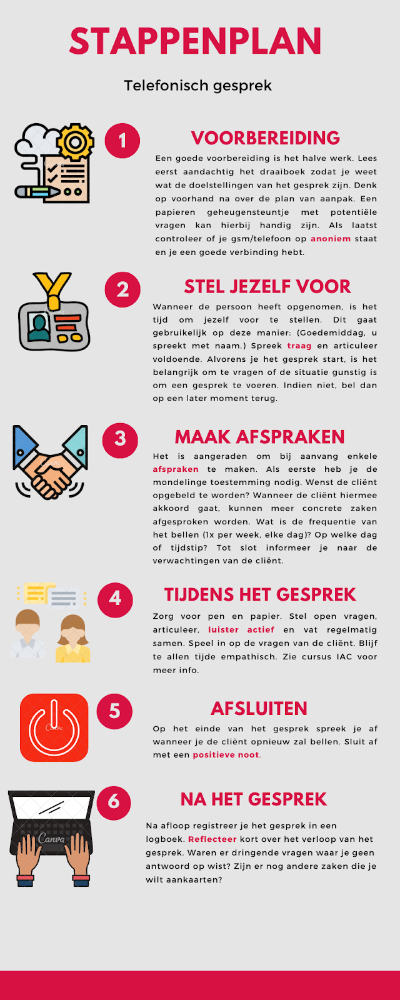 STAPPENPLAN
Telefonisch gesprek
1
VOORBEREIDING
Een goede voorbereiding is het halve werk. Lees
eerst aandachtig het draaiboek zodat je weet
wat de doelstellingen van het gesprek zijn. Denk
op voorhand na over de plan van aanpak. Een
papieren geheugensteuntje met potentiële
vragen kan hierbij handig zijn. Als laatst
controleer of je gsm/telefoon op anoniem staat
en je een goede verbinding hebt.
2
STEL JEZELF VOOR
Wanneer de persoon heeft opgenomen, is het
tijd om jezelf voor te stellen. Dit gaat
gebruikelijk op deze manier: (Goedemiddag, u
spreekt met naam.) Spreek traag en articuleer
voldoende. Alvorens je het gesprek start, is het
belangrijk om te vragen of de situatie gunstig is
om een gesprek te voeren. Indien niet, bel dan
op een later moment terug.
3
MAAK AFSPRAKEN
Het is aangeraden om bij aanvang enkele
afspraken te maken. Als eerste heb je de
mondelinge toestemming nodig. Wenst de cliënt
opgebeld te worden? Wanneer de cliënt hiermee
akkoord gaat, kunnen meer concrete zaken
afgesproken worden. Wat is de frequentie van
het bellen (1x per week, elke dag)? Op welke dag
of tijdstip? Tot slot informeer je naar de
verwachtingen van de cliënt.
4
TIJDENS HET GESPREK
Zorg voor pen en papier. Stel open vragen,
articuleer, luister actief en vat regelmatig
samen. Speel in op de vragen van de cliënt. Blijf
te allen tijde empathisch. Zie cursus IAC voor
meer info.
5
AFSLUITEN
Op het einde van het gesprek spreek je af
wanneer je de cliënt opnieuw zal bellen. Sluit af
met een positieve noot.
Canva
6
NA HET GESPREK
Na afloop registreer je het gesprek in een
logboek. Reflecteer kort over het verloop van het
gesprek. Waren er dringende vragen waar je geen
antwoord op wist? Zijn er nog andere zaken die je
wilt aankaarten?
Canva